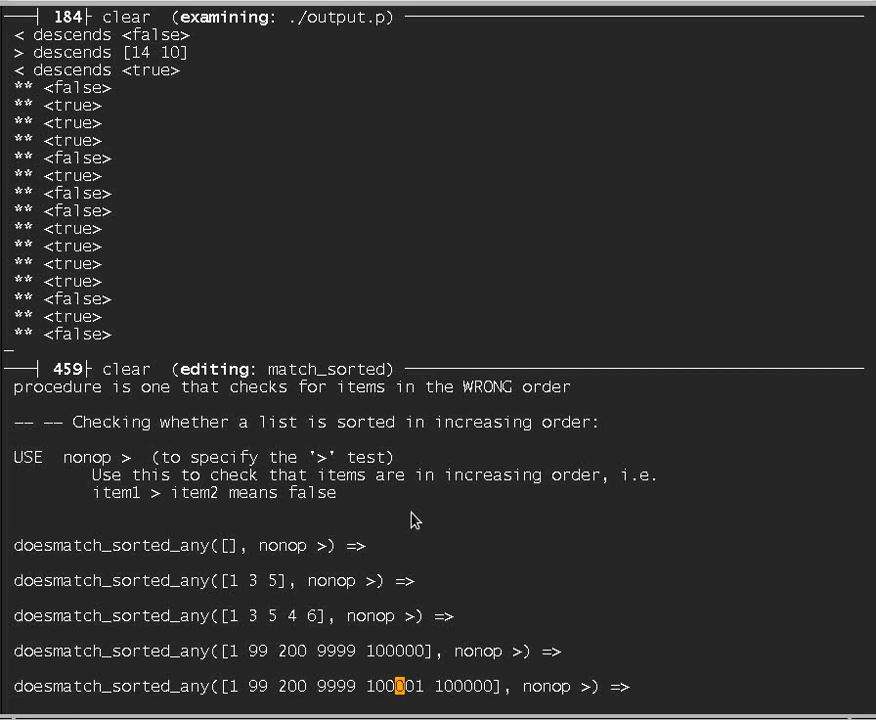 184 clear (examining: ./output.p)
< descends <false>
> descends [14 10]
< descends <true>
** <false>
** <true>
** <true>
** <true>
** <false>
** <true>
** <false>
** <false>
** <true>
** <true>
** <true>
** <true>
** <false>
** <true>
** <false>
459 clear (editing: match_sorted)
procedure is one that checks for items in the WRONG order
-- -- Checking whether a list is sorted in increasing order:
USE nonop > (to specify the '>' test)
Use this to check that items are in increasing order, i.e.
item1 > item2 means false
doesmatch_sorted_any([], nonop >) =>
doesmatch_sorted_any([1 3 5], nonop >) =>
doesmatch_sorted_any([1 3 5 4 6], nonop >) =>
doesmatch_sorted_any([1 99 200 9999 100000], nonop >) =>
doesmatch_sorted_any([1 99 200 9999 100001 100000], nonop >) =>